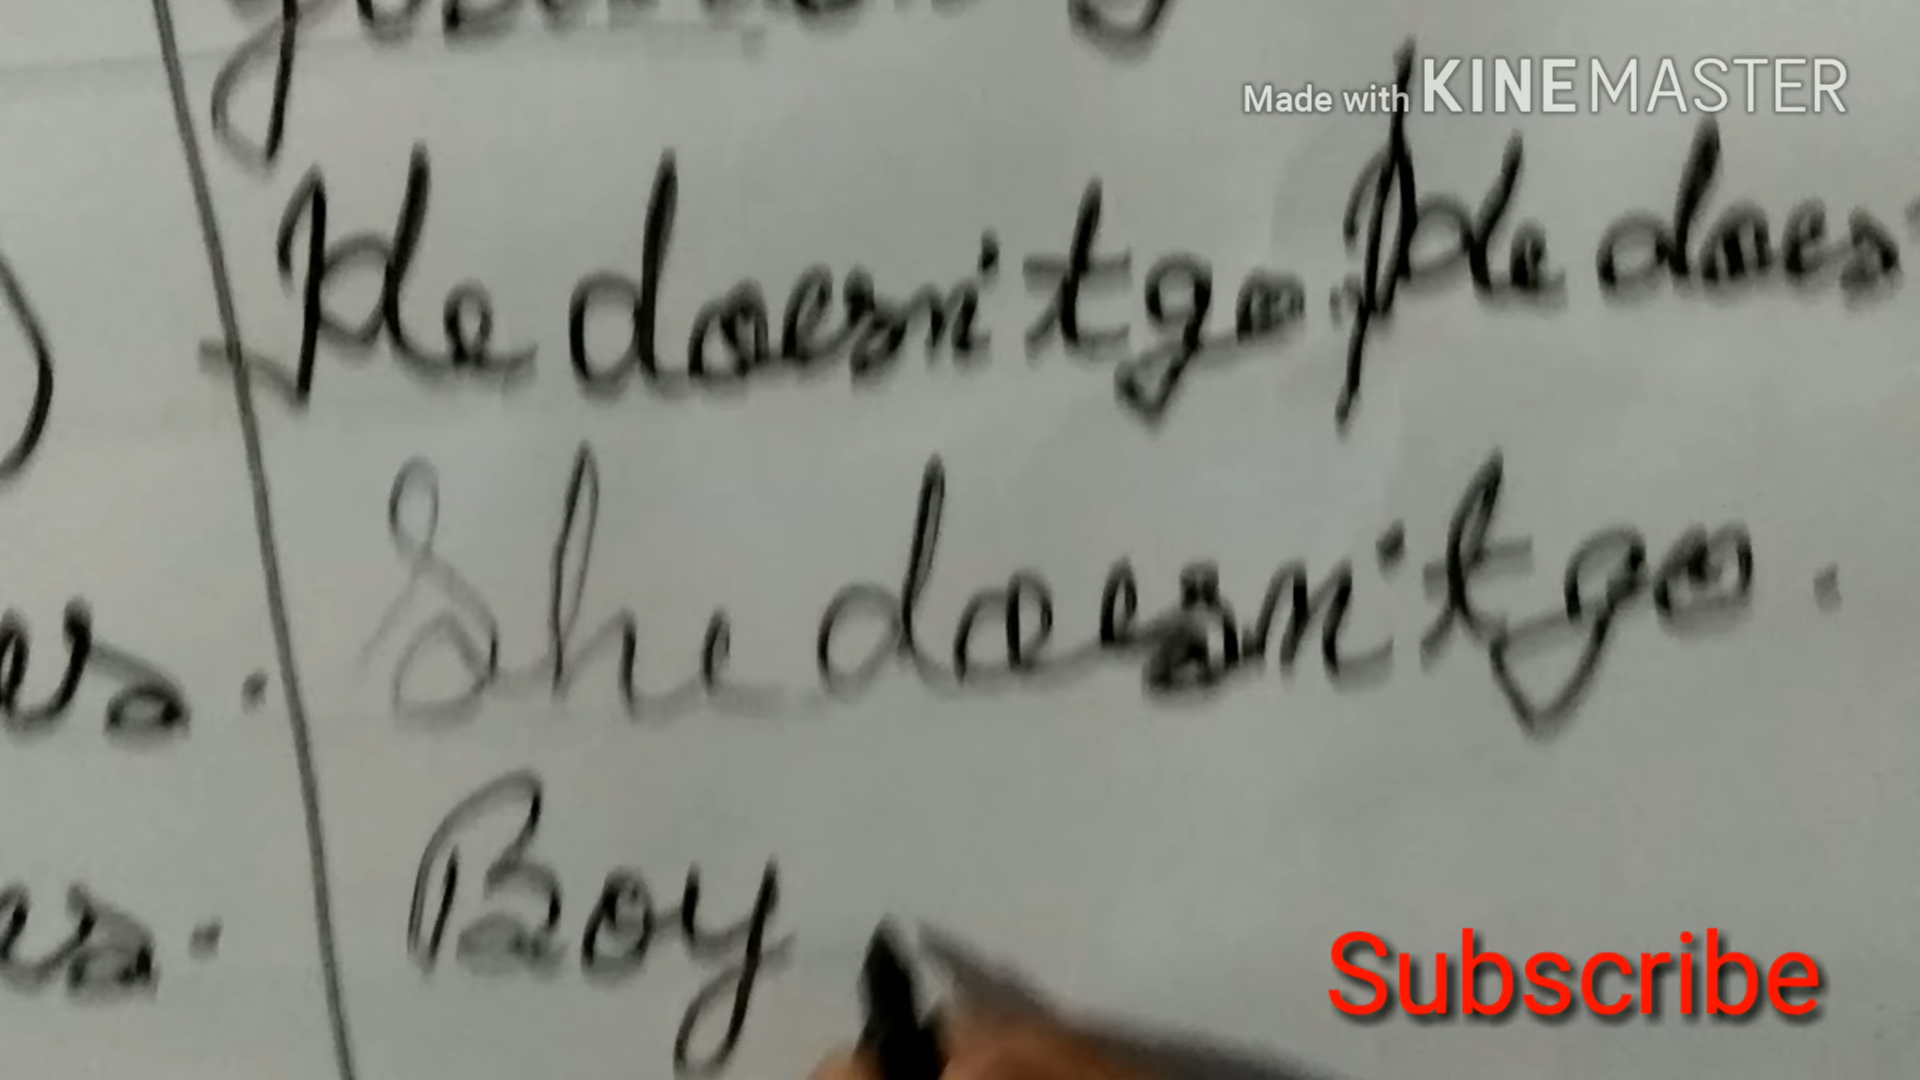 Made with KINEMASTER
He doesn't go. He does
She doesn't go.
Boy
Subscribe